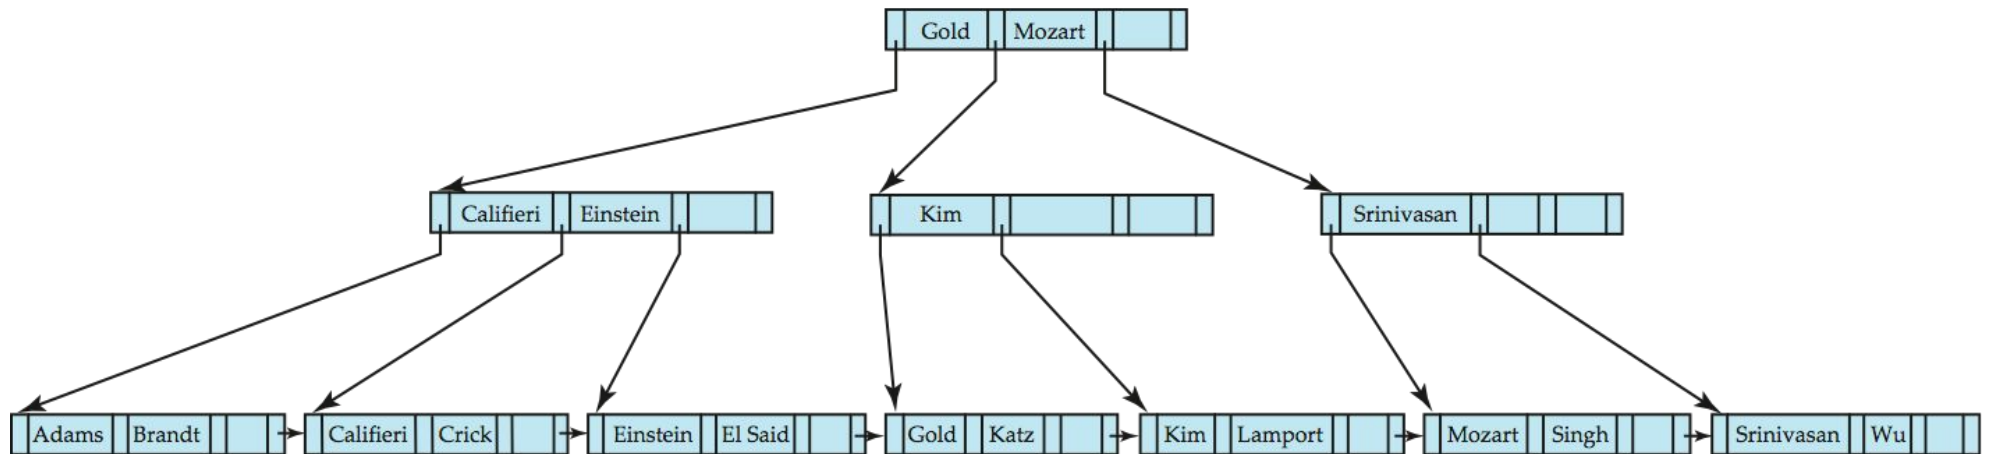 Gold Mozart
Califieri Einstein Kim Srinivasan
Adams Brandt Califieri Crick Einstein El Said Gold Katz Kim Lamport Mozart Singh Srinivasan Wu